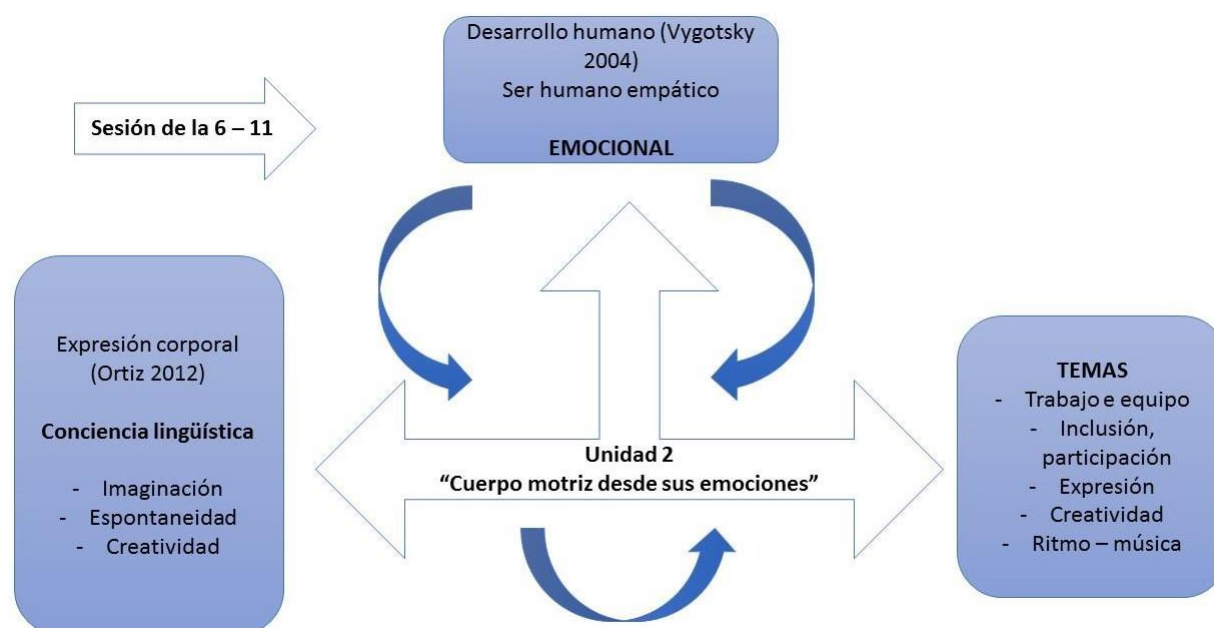 Desarrollo humano (Vygotsky
2004)
Ser humano empático
EMOCIONAL
Sesión de la 6 – 11
Expresión corporal
(Ortiz 2012)
Conciencia lingüística
- Imaginación
- Espontaneidad
- Creatividad
Unidad 2
“Cuerpo motriz desde sus emociones”
TEMAS
- Trabajo e equipo
- Inclusión,
participación
- Expresión
- Creatividad
- Ritmo – música